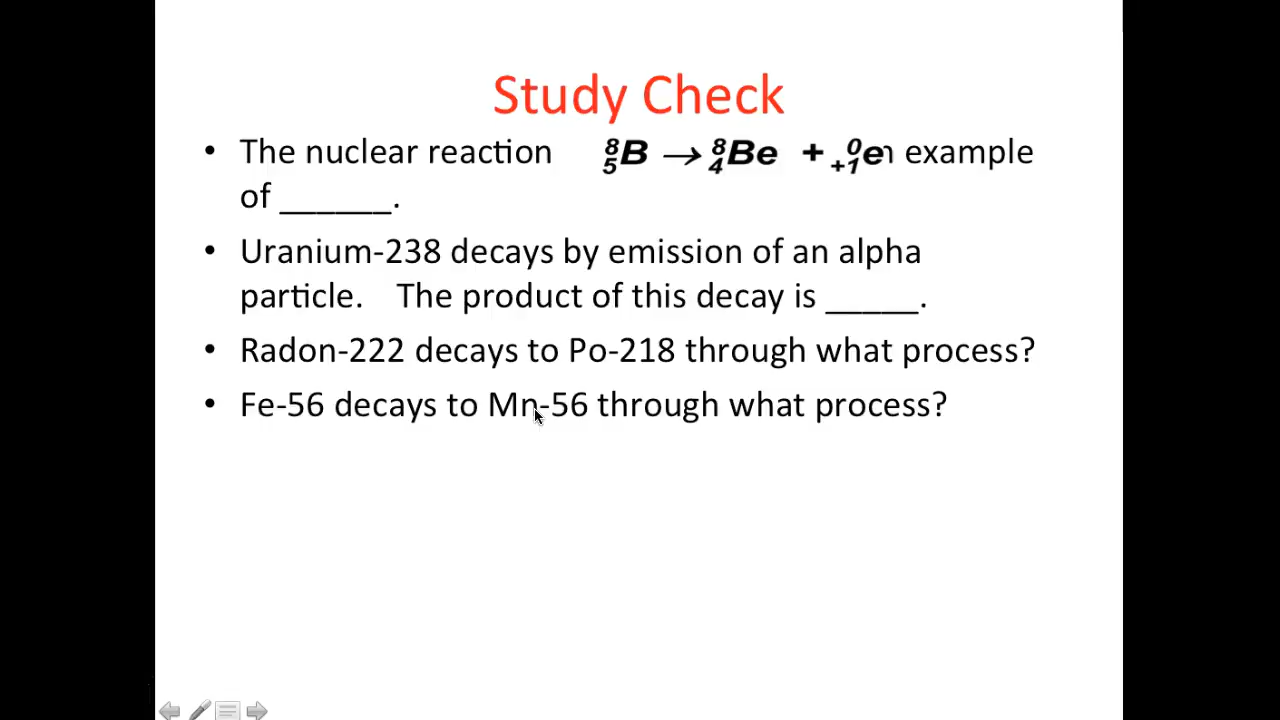 Study Check
• The nuclear reaction ⁸₅B → ⁸₄Be + ⁰₊₁e n example
of ______.
• Uranium-238 decays by emission of an alpha
particle. The product of this decay is _____.
• Radon-222 decays to Po-218 through what process?
• Fe-56 decays to Mn-56 through what process?